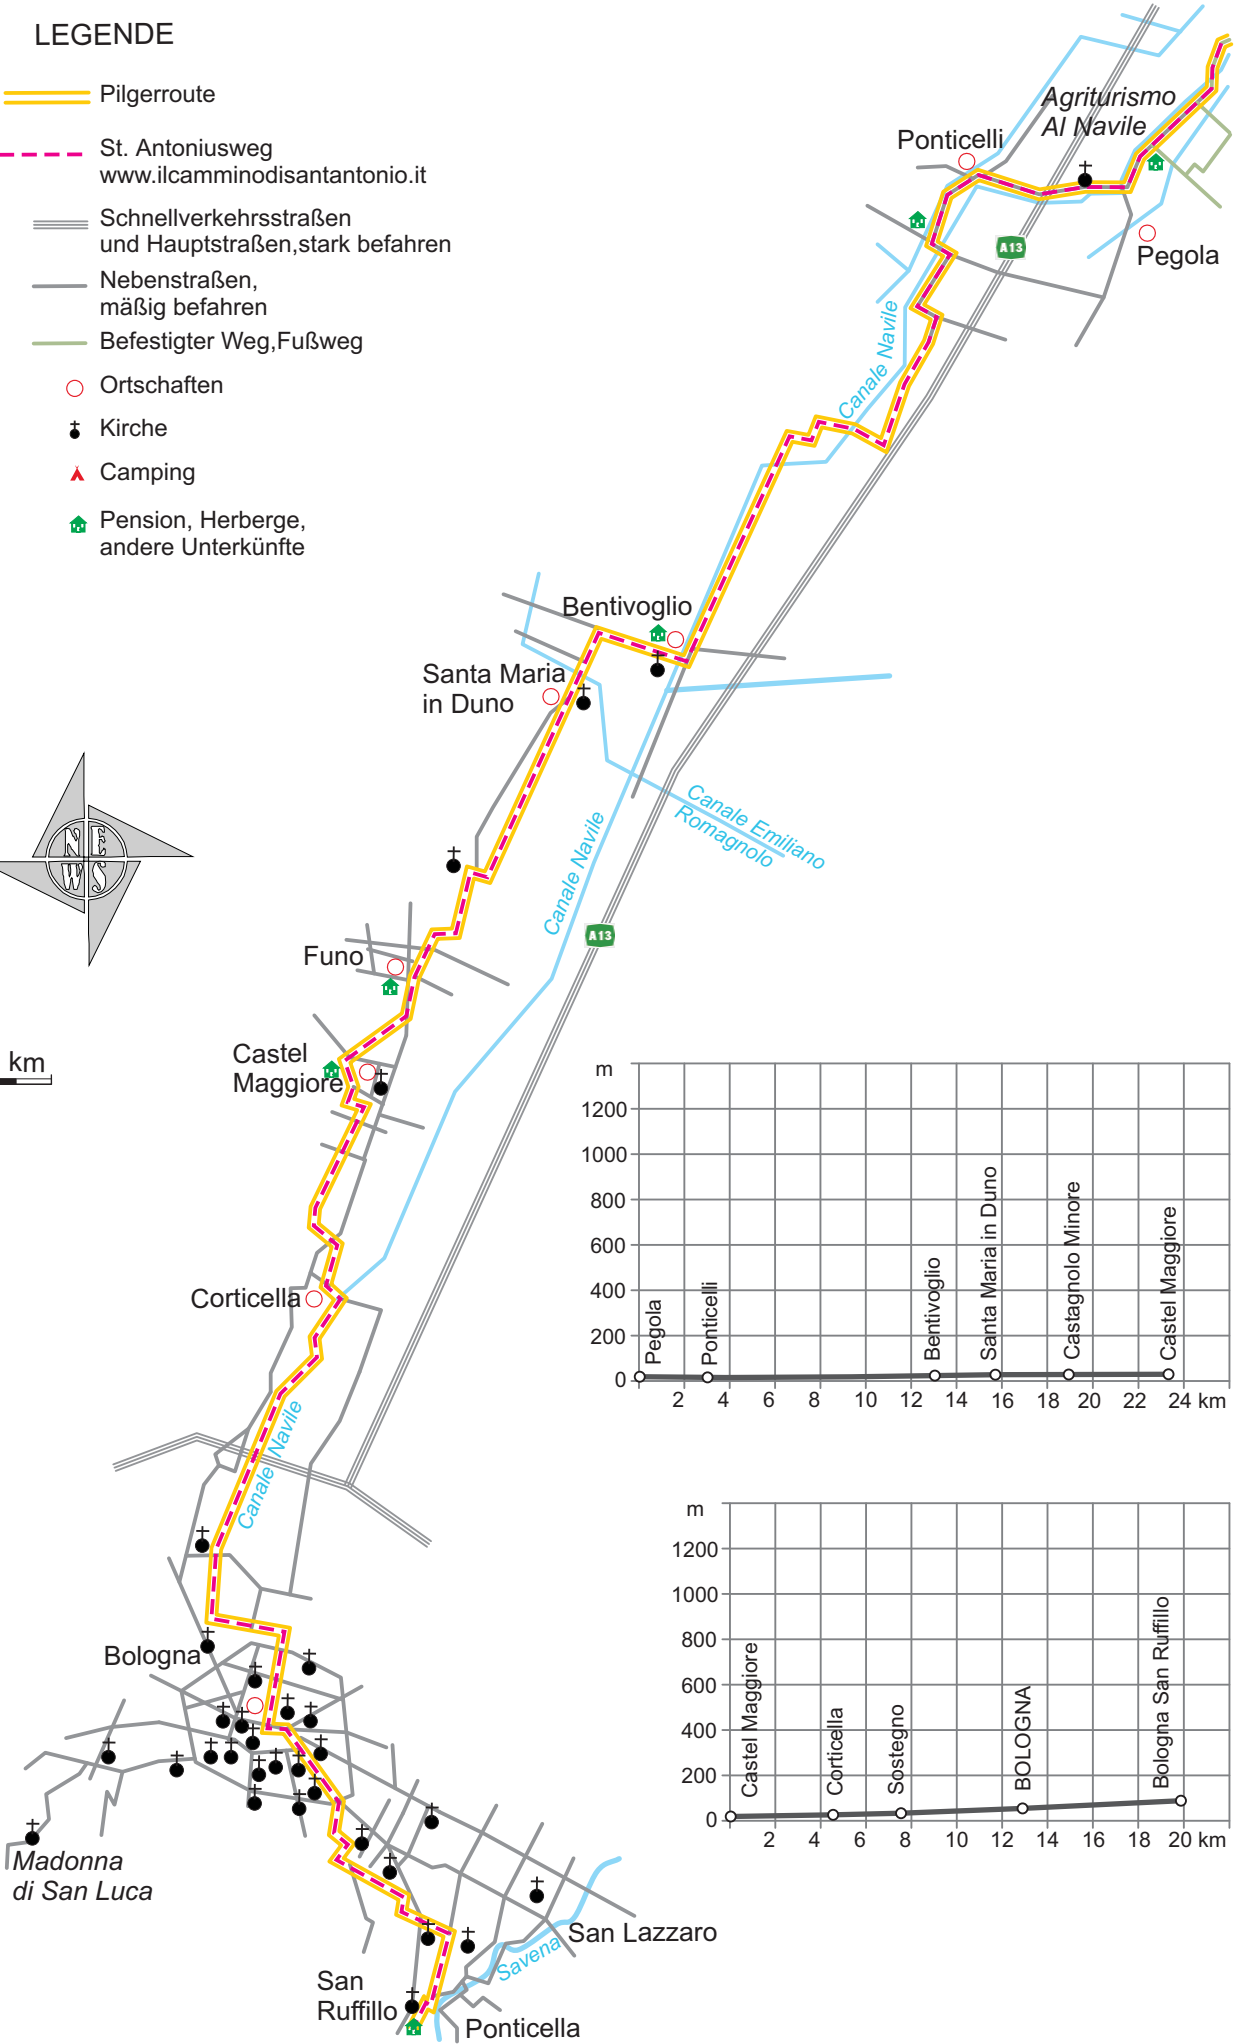 LEGENDE
Pilgerroute
St. Antoniusweg
www.ilcamminodisantantonio.it
Schnellverkehrsstraßen
und Hauptstraßen,stark befahren
Nebenstraßen,
mäßig befahren
Befestigter Weg,Fußweg
Ortschaften
Kirche
Camping
Pension, Herberge,
andere Unterkünfte
Agriturismo
Al Navile
Ponticelli
Pegola
A13
Canale Navile
Bentivoglio
Santa Maria
in Duno
Canale Emiliano
Romagnolo
Canale Navile
N E
W S
A13
Funo
Castel
Maggiore
km
Corticella
Canale Navile
Bologna
Madonna
di San Luca
San Lazzaro
Savena
San
Ruffillo
Ponticella
m
1200
1000
800
600
400
200
0
Pegola
Ponticelli
Bentivoglio
Santa Maria in Duno
Castagnolo Minore
Castel Maggiore
2 4 6 8 10 12 14 16 18 20 22 24 km
m
1200
1000
800
600
400
200
0
Castel Maggiore
Corticella
Sostegno
BOLOGNA
Bologna San Ruffillo
2 4 6 8 10 12 14 16 18 20 km